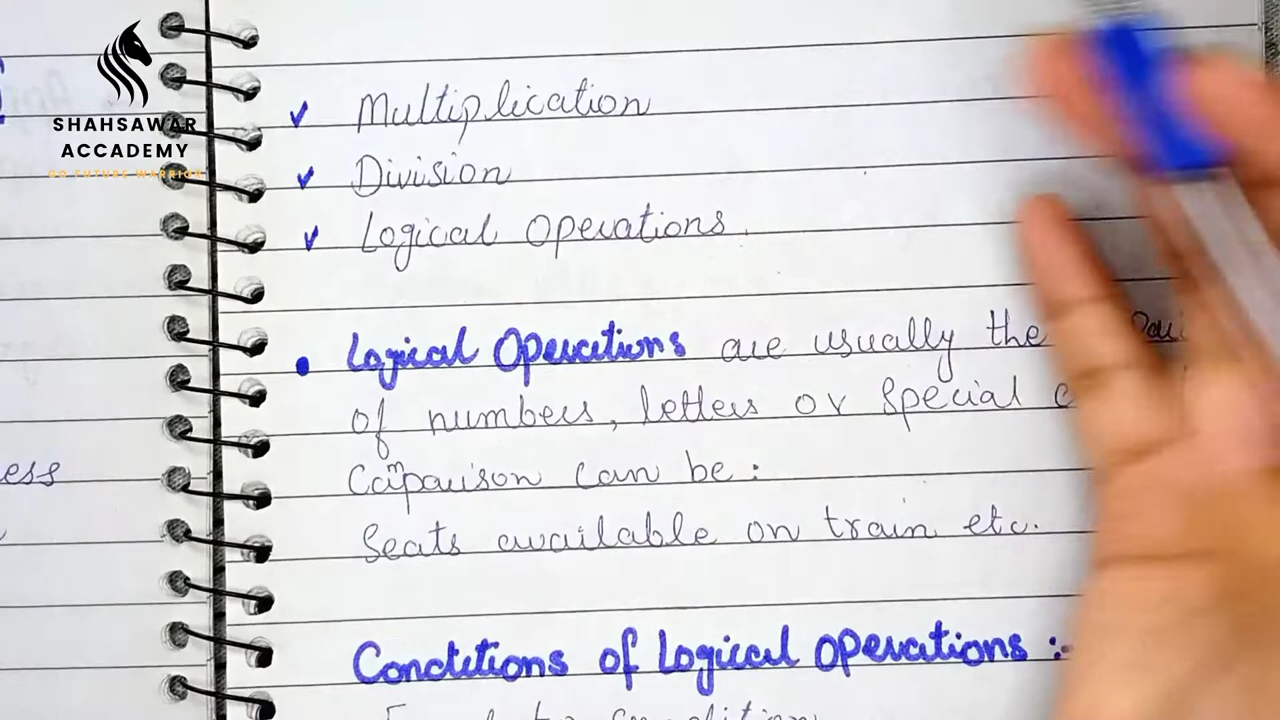 SHAHSAWAR
ACCADEMY
✓ Multiplication
✓ Division
✓ Logical Operations.
• Logical Operations are usually the
of numbers, letters or special
Comparison can be :
Seats available on train etc.
Conditions of Logical Operations :-
ess